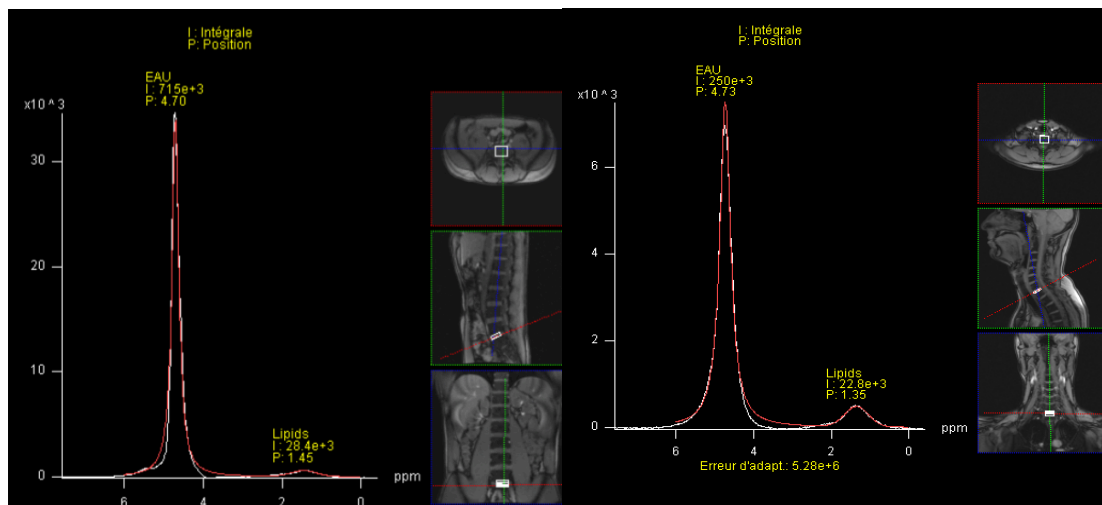 I : Intégrale
P: Position
EAU
I : 715e+3
P: 4.70
x10 ^ 3
30
20
10
0
Lipids
I : 28.4e+3
P: 1.45
ppm
6
4
2
0
I : Intégrale
P: Position
EAU
I : 250e+3
P: 4.73
x10 ^ 3
6
4
2
0
Lipids
I : 22.8e+3
P: 1.35
ppm
6
4
2
0
Erreur d'adapt.: 5.28e+6